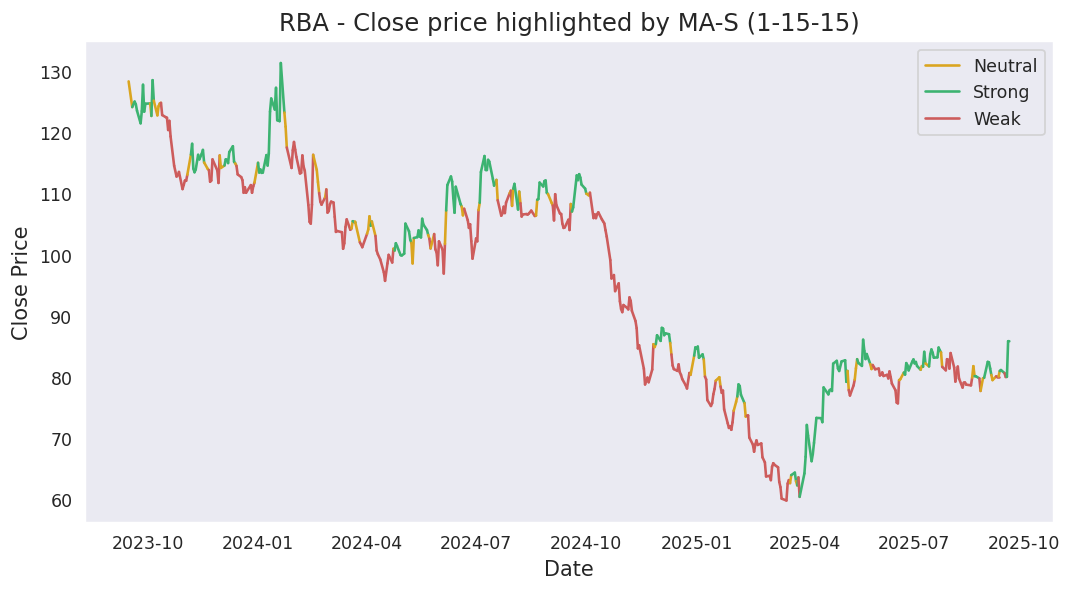 RBA - Close price highlighted by MA-S (1-15-15)
Neutral
Strong
Weak
Close Price
130
120
110
100
90
80
70
60
2023-10 2024-01 2024-04 2024-07 2024-10 2025-01 2025-04 2025-07 2025-10
Date